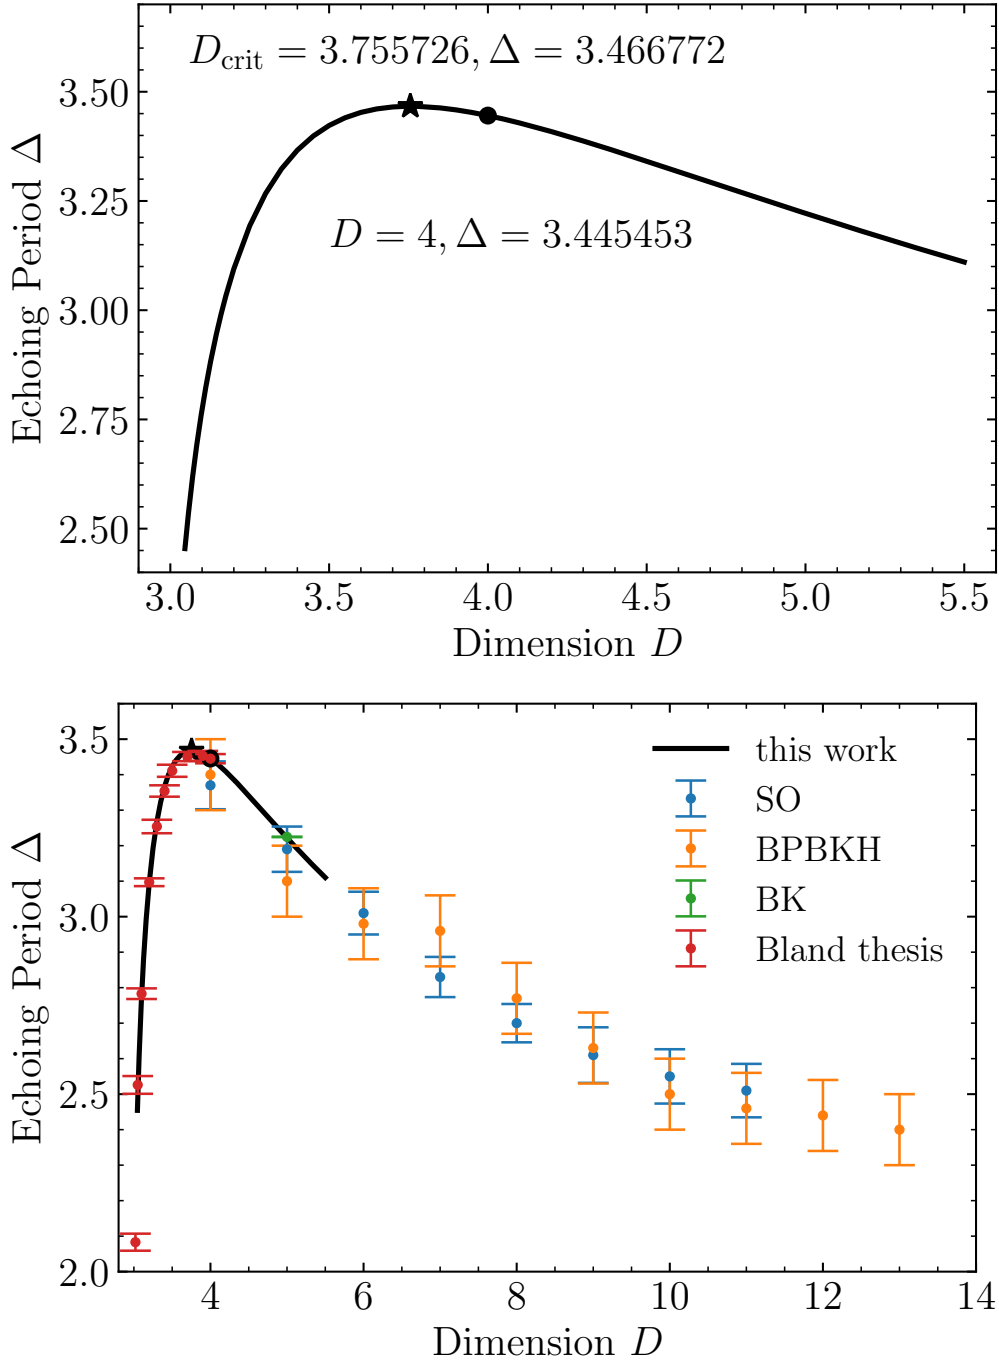 D_crit = 3.755726, Δ = 3.466772
D = 4, Δ = 3.445453
Echoing Period Δ
3.50
3.25
3.00
2.75
2.50
3.0 3.5 4.0 4.5 5.0 5.5
Dimension D
Echoing Period Δ
3.5
3.0
2.5
2.0
this work
SO
BPBKH
BK
Bland thesis
4 6 8 10 12 14
Dimension D